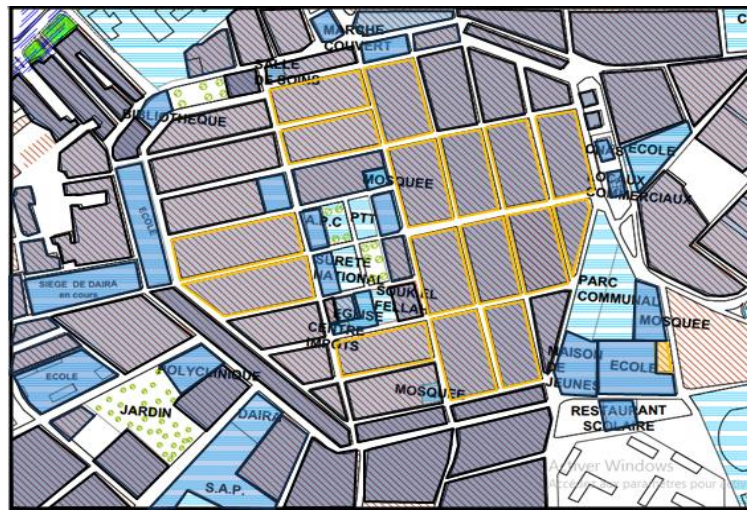 C
MARCHE
COUVERT
SALLE
DE SOINS
BIBLIOTHEQUE
CNAS
ECOLE
MOSQUEE
LOCAUX
COMMERCIAUX
ECOLE
A.P.C
PTT
SURETE
NATIONAL
SIEGE DE DAIRA
en cours
PARC
COMMUNAL
SOUK EL
FELLAH
EGLISE
CENTRE
IMPOTS
MOSQUEE
MAISON
DE
JEUNES
ECOLE
POLYCLINIQUE
ECOLE
MOSQUEE
JARDIN
DAIRA
RESTAURANT
SCOLAIRE
S.A.P.
Activer Windows
Accédez aux paramètres pour